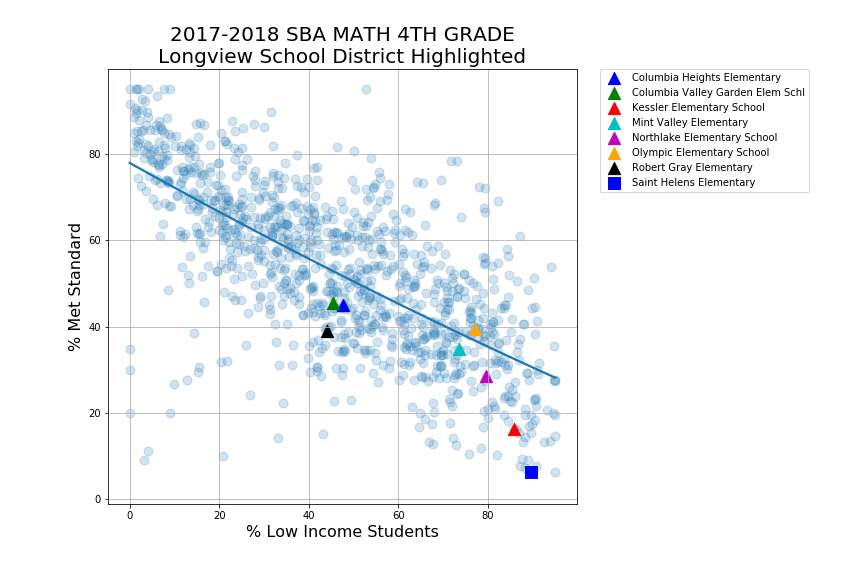 2017-2018 SBA MATH 4TH GRADE
Longview School District Highlighted
Columbia Heights Elementary
Columbia Valley Garden Elem Schl
Kessler Elementary School
Mint Valley Elementary
Northlake Elementary School
Olympic Elementary School
Robert Gray Elementary
Saint Helens Elementary
% Met Standard
80
60
40
20
0
0 20 40 60 80
% Low Income Students